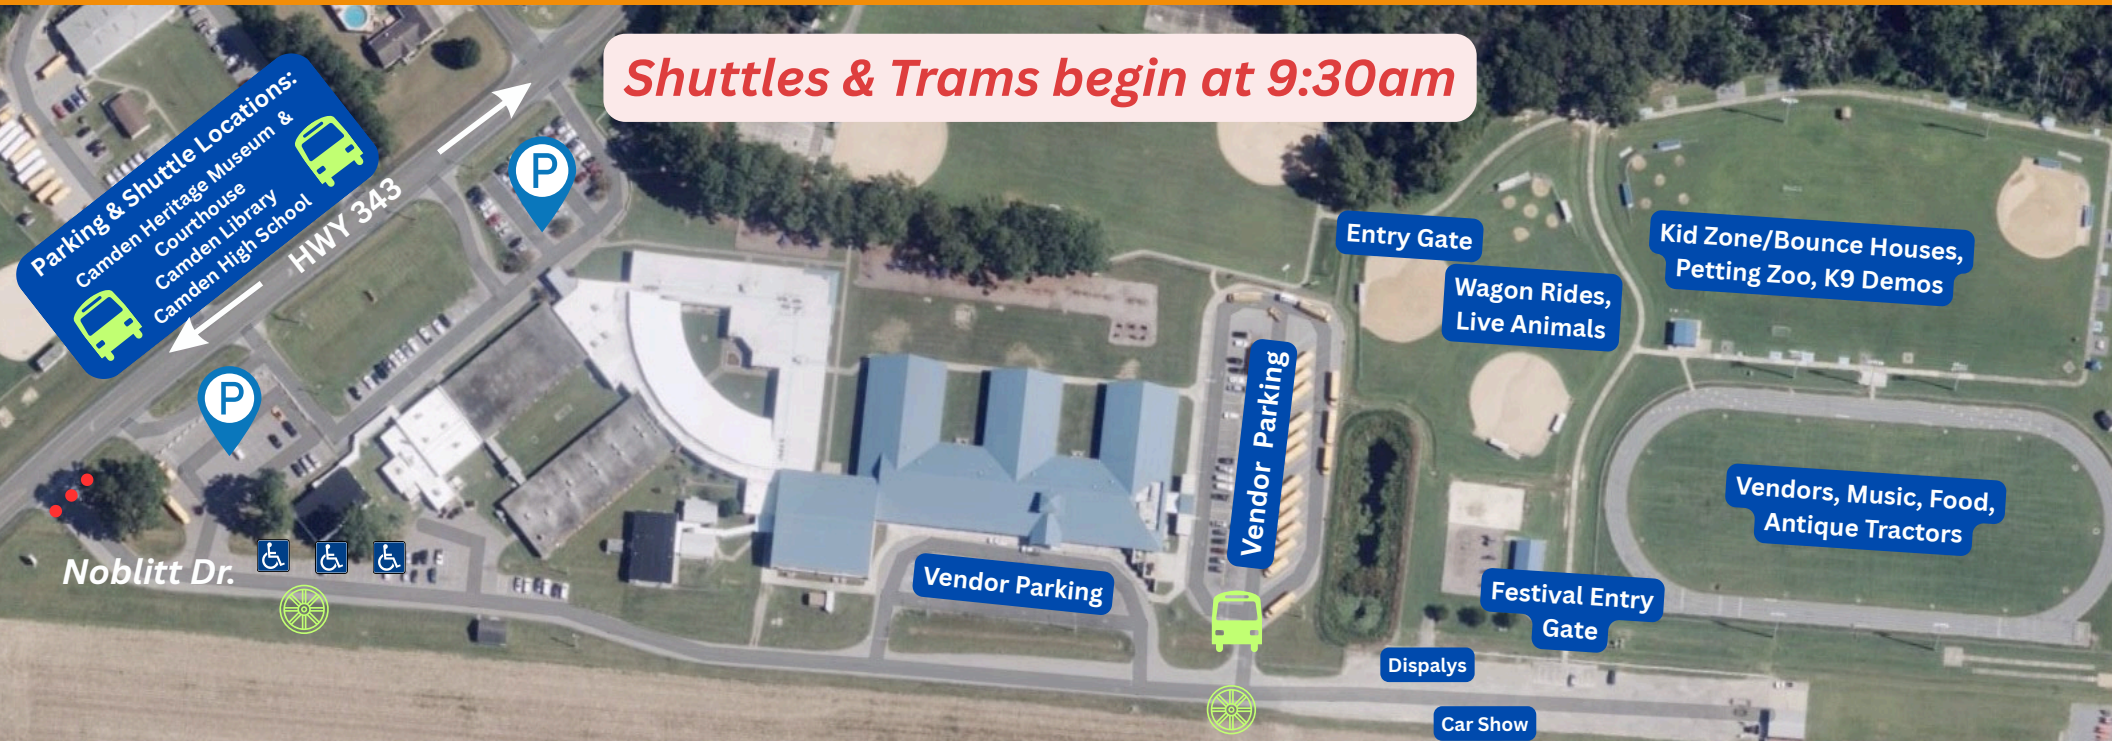 Shuttles & Trams begin at 9:30am
Parking & Shuttle Locations:
Camden Heritage Museum &
Courthouse
Camden Library
Camden High School
HWY 343
P
P
Entry Gate
Kid Zone/Bounce Houses,
Petting Zoo, K9 Demos
Wagon Rides,
Live Animals
Vendor Parking
Vendors, Music, Food,
Antique Tractors
Noblitt Dr.
Vendor Parking
Festival Entry
Gate
Dispalys
Car Show